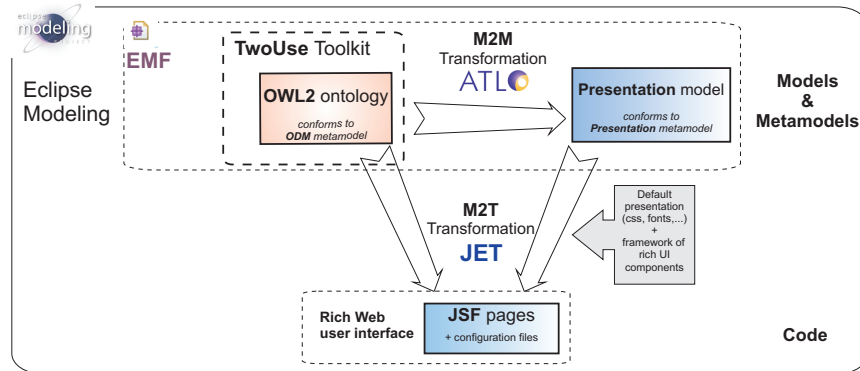 eclipse
modeling
PROJECT
EMF
Eclipse
Modeling
TwoUse Toolkit
OWL2 ontology
conforms to
ODM metamodel
M2M
Transformation
ATL
Presentation model
conforms to
Presentation metamodel
Models
&
Metamodels
M2T
Transformation
JET
Default
presentation
(css, fonts,...)
+
framework of
rich UI
components
Rich Web
user interface
JSF pages
+ configuration files
Code